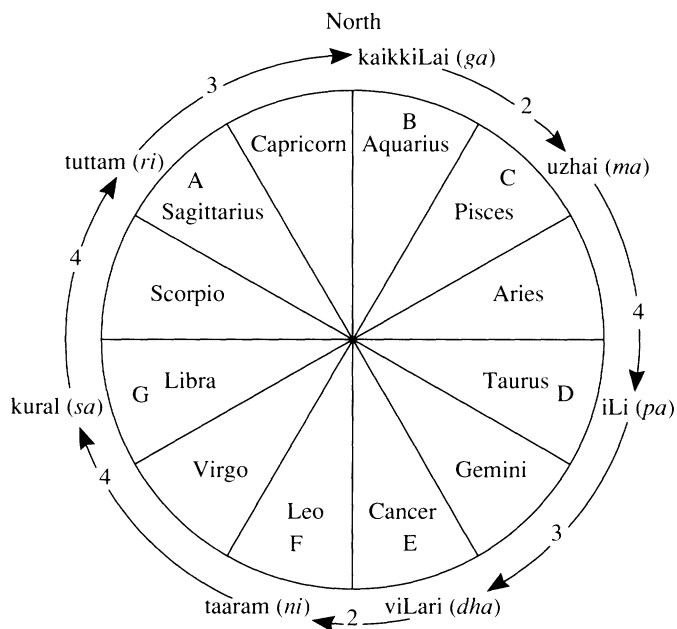 North
kaikkiLai (ga)
3
2
B
Capricorn
Aquarius
tuttam (ri)
uzhai (ma)
A
C
Sagittarius
Pisces
4
Scorpio
Aries
4
G
Libra
Taurus
D
kural (sa)
iLi (pa)
Virgo
Gemini
4
Leo
Cancer
3
F
E
taaram (ni)
2
viLari (dha)